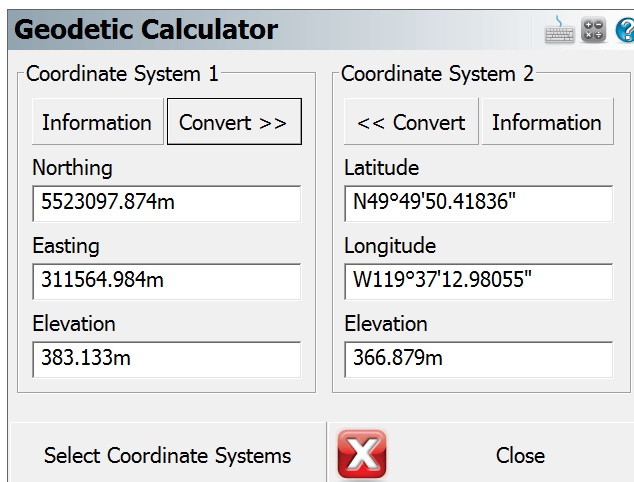 Geodetic Calculator
Coordinate System 1
Information
Convert >>
Northing
5523097.874m
Easting
311564.984m
Elevation
383.133m
Coordinate System 2
<< Convert
Information
Latitude
N49°49'50.41836"
Longitude
W119°37'12.98055"
Elevation
366.879m
Select Coordinate Systems
Close